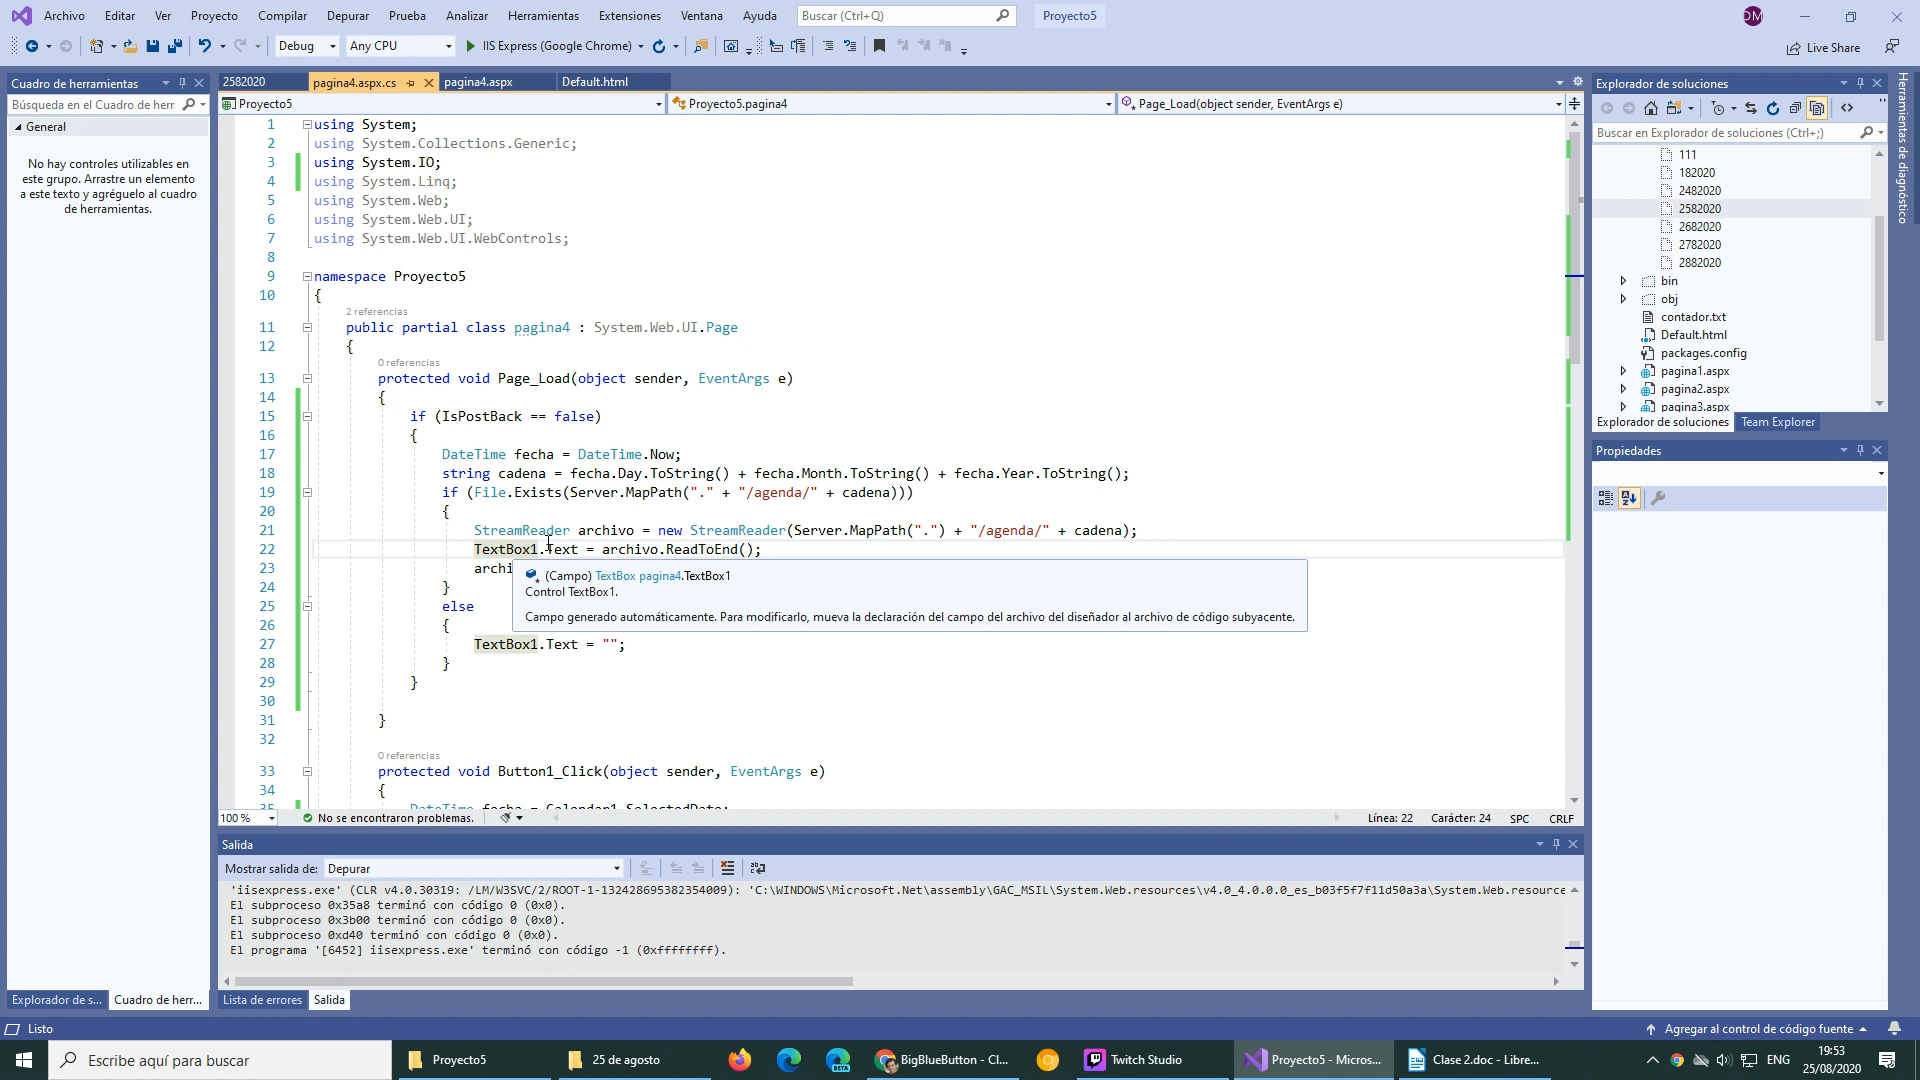 Archivo Editar Ver Proyecto Compilar Depurar Prueba Analizar Herramientas Extensiones Ventana Ayuda Buscar (Ctrl+Q) Proyecto5 DM
Debug Any CPU IIS Express (Google Chrome) Live Share
Cuadro de herramientas
Búsqueda en el Cuadro de herr
General
No hay controles utilizables en
este grupo. Arrastre un elemento
a este texto y agréguelo al cuadro
de herramientas.
2582020 pagina4.aspx.cs pagina4.aspx Default.html
Proyecto5 Proyecto5.pagina4 Page_Load(object sender, EventArgs e)
1 using System;
2 using System.Collections.Generic;
3 using System.IO;
4 using System.Linq;
5 using System.Web;
6 using System.Web.UI;
7 using System.Web.UI.WebControls;
8
9 namespace Proyecto5
10 {
2 referencias
11 public partial class pagina4 : System.Web.UI.Page
12 {
0 referencias
13 protected void Page_Load(object sender, EventArgs e)
14 {
15 if (IsPostBack == false)
16 {
17 DateTime fecha = DateTime.Now;
18 string cadena = fecha.Day.ToString() + fecha.Month.ToString() + fecha.Year.ToString();
19 if (File.Exists(Server.MapPath("." + "/agenda/" + cadena)))
20 {
21 StreamReader archivo = new StreamReader(Server.MapPath(".") + "/agenda/" + cadena);
22 TextBox1.Text = archivo.ReadToEnd();
23 archi
(Campo) TextBox pagina4.TextBox1
Control TextBox1.
Campo generado automáticamente. Para modificarlo, mueva la declaración del campo del archivo del diseñador al archivo de código subyacente.
24 }
25 else
26 {
27 TextBox1.Text = "";
28 }
29 }
30
31 }
32
0 referencias
33 protected void Button1_Click(object sender, EventArgs e)
34 {
35 DateTime fecha = Calendar1.SelectedDate;
100 % No se encontraron problemas. Línea: 22 Carácter: 24 SPC CRLF
Salida
Mostrar salida de: Depurar
'iisexpress.exe' (CLR v4.0.30319: /LM/W3SVC/2/ROOT-1-132428695382354009): 'C:\WINDOWS\Microsoft.Net\assembly\GAC_MSIL\System.Web.resources\v4.0_4.0.0.0_es_b03f5f7f11d50a3a\System.Web.resource
El subproceso 0x35a8 terminó con código 0 (0x0).
El subproceso 0x3b00 terminó con código 0 (0x0).
El subproceso 0xd40 terminó con código 0 (0x0).
El programa '[6452] iisexpress.exe' terminó con código -1 (0xffffffff).
Explorador de s... Cuadro de herr... Lista de errores Salida
Explorador de soluciones
Buscar en Explorador de soluciones (Ctrl+;)
111
182020
2482020
2582020
2682020
2782020
2882020
bin
obj
contador.txt
Default.html
packages.config
pagina1.aspx
pagina2.aspx
pagina3.aspx
Explorador de soluciones Team Explorer
Propiedades
Herramientas de diagnóstico
Listo Agregar al control de código fuente
Escribe aquí para buscar Proyecto5 25 de agosto BETA BigBlueButton - Cl... Twitch Studio Proyecto5 - Micros... Clase 2.doc - Libre... ENG 19:53
25/08/2020